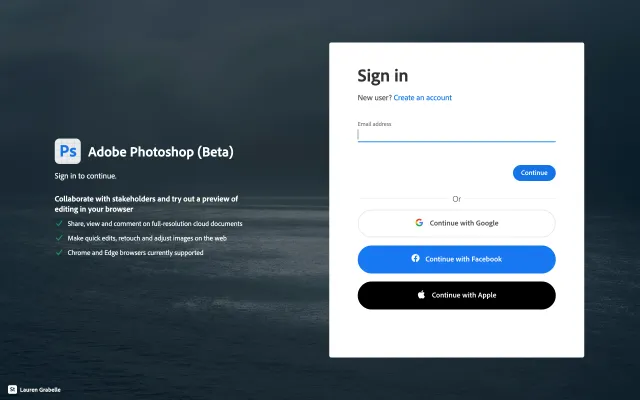 Ps Adobe Photoshop (Beta)
Sign in to continue.
Collaborate with stakeholders and try out a preview of
editing in your browser
Share, view and comment on full-resolution cloud documents
Make quick edits, retouch and adjust images on the web
Chrome and Edge browsers currently supported
Sign in
New user? Create an account
Email address
Continue
Or
Continue with Google
Continue with Facebook
Continue with Apple
St Lauren Grabelle